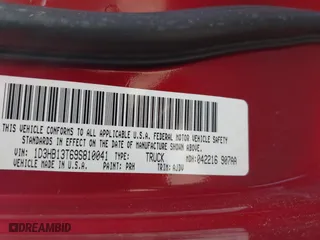 THIS VEHICLE CONFORMS TO ALL APPLICABLE U.S.A. FEDERAL MOTOR VEHICLE SAFETY
STANDARDS IN EFFECT ON THE DATE OF MANUFACTURE SHOWN ABOVE.
VIN: 1D3HB13T69S810041 TYPE: TRUCK MDH: 042216 907AA
VEHICLE MADE IN U.S.A. PAINT: PRH TRIM: AJDV
DREAMBID.COM